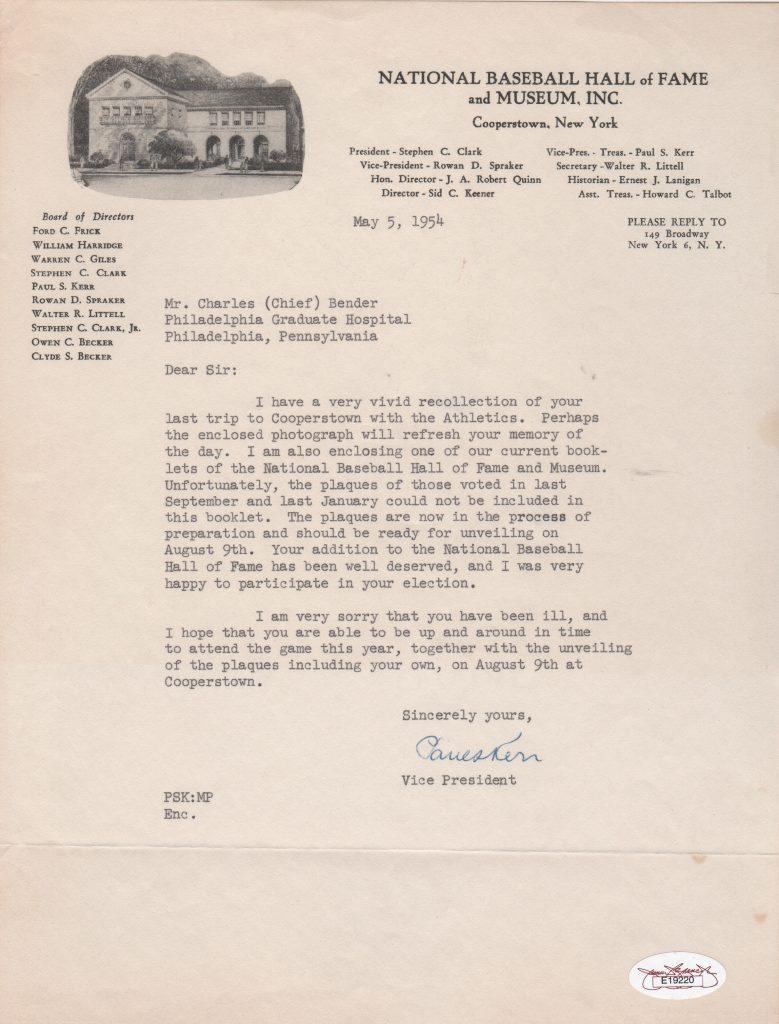 NATIONAL BASEBALL HALL of FAME
and MUSEUM, INC.
Cooperstown, New York
President - Stephen C. Clark
Vice-President - Rowan D. Spraker
Hon. Director - J. A. Robert Quinn
Director - Sid C. Keener
Vice-Pres. - Treas. - Paul S. Kerr
Secretary - Walter R. Littell
Historian - Ernest J. Lanigan
Asst. Treas. - Howard C. Talbot
PLEASE REPLY TO
149 Broadway
New York 6, N. Y.
Board of Directors
FORD C. FRICK
WILLIAM HARRIDGE
WARREN C. GILES
STEPHEN C. CLARK
PAUL S. KERR
ROWAN D. SPRAKER
WALTER R. LITTELL
STEPHEN C. CLARK, JR.
OWEN C. BECKER
CLYDE S. BECKER
May 5, 1954
Mr. Charles (Chief) Bender
Philadelphia Graduate Hospital
Philadelphia, Pennsylvania
Dear Sir:
I have a very vivid recollection of your
last trip to Cooperstown with the Athletics. Perhaps
the enclosed photograph will refresh your memory of
the day. I am also enclosing one of our current book-
lets of the National Baseball Hall of Fame and Museum.
Unfortunately, the plaques of those voted in last
September and last January could not be included in
this booklet. The plaques are now in the process of
preparation and should be ready for unveiling on
August 9th. Your addition to the National Baseball
Hall of Fame has been well deserved, and I was very
happy to participate in your election.
I am very sorry that you have been ill, and
I hope that you are able to be up and around in time
to attend the game this year, together with the unveiling
of the plaques including your own, on August 9th at
Cooperstown.
Sincerely yours,
Paul S. Kerr
Vice President
PSK:MP
Enc.
E19220